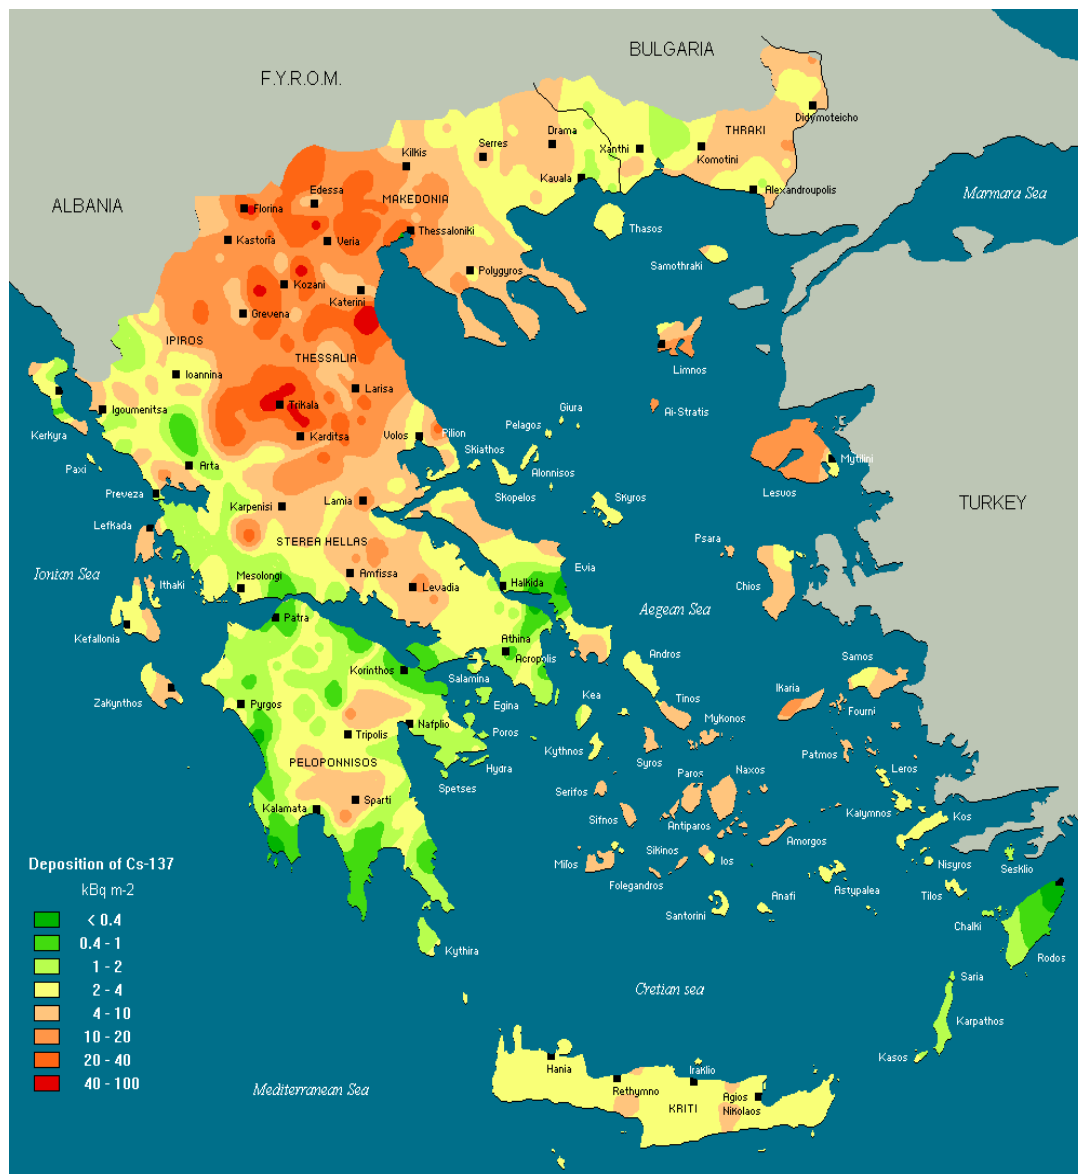 BULGARIA
F.Y.R.O.M.
ALBANIA
TURKEY
Marmara Sea
Didymoteicho
THRAKI
Drama
Serres
Xanthi
Komotini
Kilkis
Kavala
Alexandroupolis
Edessa
MAKEDONIA
Florina
Thessaloniki
Thasos
Kastoria
Veria
Samothraki
Polygyros
Kozani
Katerini
Grevena
IPIROS
THESSALIA
Limnos
Ioannina
Larisa
Igoumenitsa
Trikala
Ai-Stratis
Giura
Kerkyra
Karditsa
Volos
Pilion
Pelagos
Skiathos
Mytilini
Paxi
Arta
Alonnisos
Lesvos
Preveza
Skopelos
Skyros
Karpenisi
Lamia
Lefkada
STEREA HELLAS
Psara
Ionian Sea
Ithaki
Mesologi
Amfissa
Levadia
Halkida
Evia
Chios
Aegean Sea
Kefallonia
Patra
Athina
Acropolis
Andros
Samos
Korinthos
Salamina
Zakynthos
Pyrgos
Egina
Kea
Tinos
Ikaria
Fourni
Nafplio
Poros
Mykonos
Tripolis
Kythnos
Syros
Patmos
PELOPONNISOS
Hydra
Spetses
Paros
Naxos
Leros
Serifos
Kalamata
Sparti
Sifnos
Antiparos
Kalymnos
Kos
Amorgos
Sikinos
Ios
Milos
Folegandros
Astypalea
Nisyros
Sesklio
Tilos
Santorini
Anafi
Chalki
Rodos
Kythira
Saria
Cretian sea
Karpathos
Kasos
Mediterranean Sea
Hania
Rethymno
Iraklio
KRITI
Agios
Nikolaos
Deposition of Cs-137
kBq m-2
< 0.4
0.4 - 1
1 - 2
2 - 4
4 - 10
10 - 20
20 - 40
40 - 100